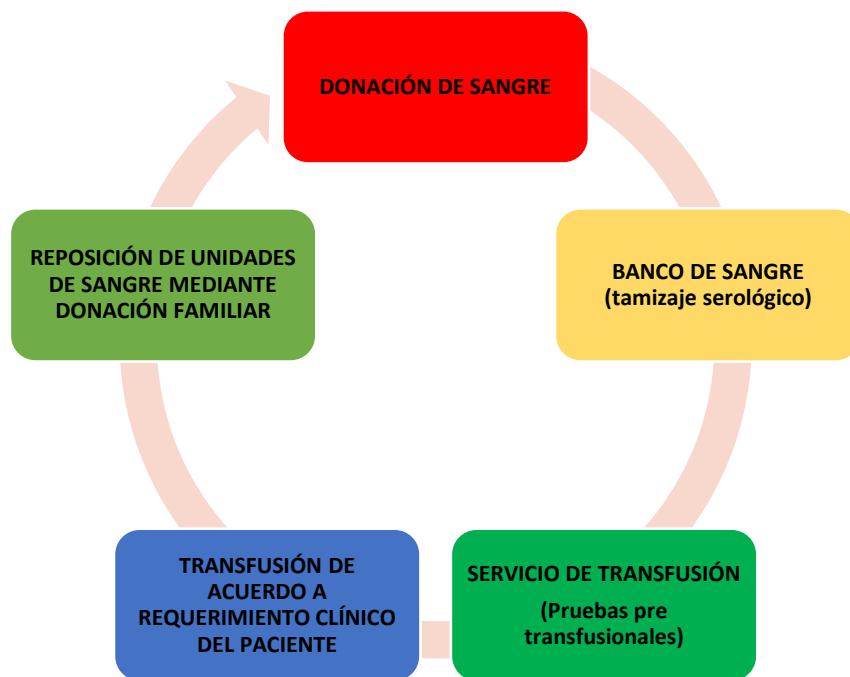 DONACIÓN DE SANGRE
BANCO DE SANGRE
(tamizaje serológico)
SERVICIO DE TRANSFUSIÓN
(Pruebas pre
transfusionales)
TRANSFUSIÓN DE
ACUERDO A
REQUERIMIENTO CLÍNICO
DEL PACIENTE
REPOSICIÓN DE UNIDADES
DE SANGRE MEDIANTE
DONACIÓN FAMILIAR